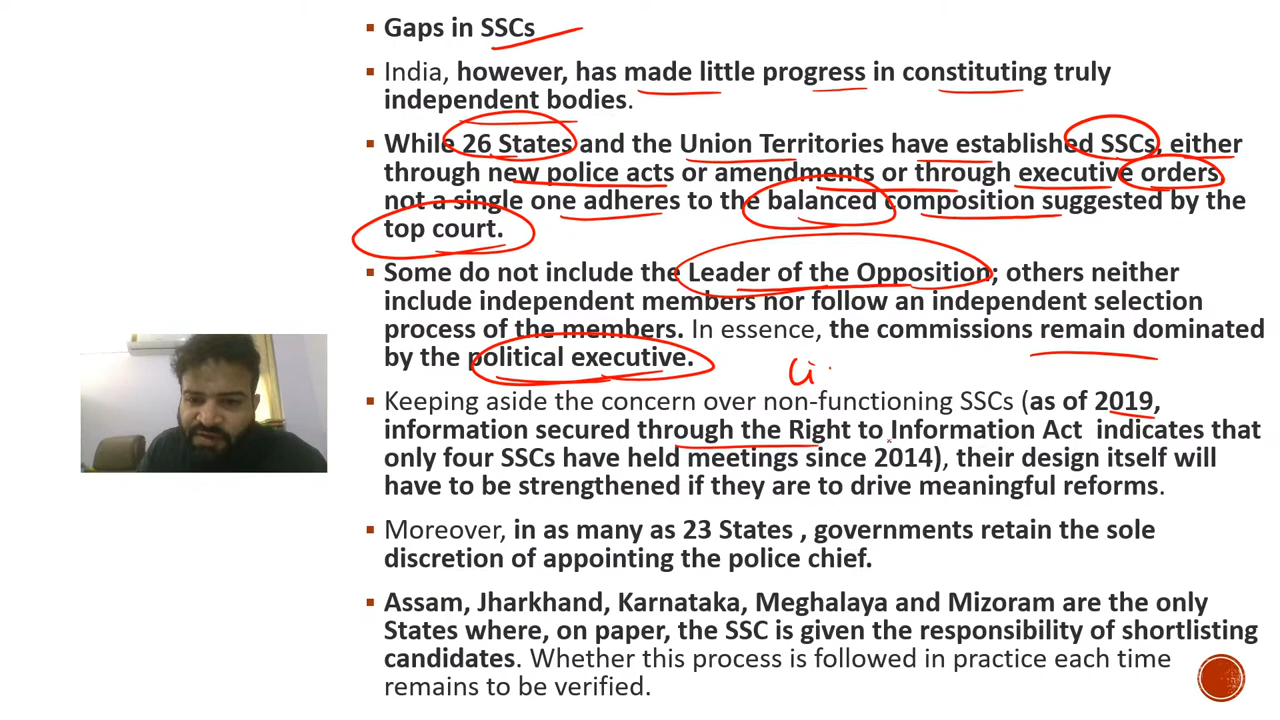 Gaps in SSCs
India, however, has made little progress in constituting truly
independent bodies.
While 26 States and the Union Territories have established SSCs, either
through new police acts or amendments or through executive orders
not a single one adheres to the balanced composition suggested by the
top court.
Some do not include the Leader of the Opposition; others neither
include independent members nor follow an independent selection
process of the members. In essence, the commissions remain dominated
by the political executive.
Keeping aside the concern over non-functioning SSCs (as of 2019,
information secured through the Right to Information Act indicates that
only four SSCs have held meetings since 2014), their design itself will
have to be strengthened if they are to drive meaningful reforms.
Moreover, in as many as 23 States , governments retain the sole
discretion of appointing the police chief.
Assam, Jharkhand, Karnataka, Meghalaya and Mizoram are the only
States where, on paper, the SSC is given the responsibility of shortlisting
candidates. Whether this process is followed in practice each time
remains to be verified.